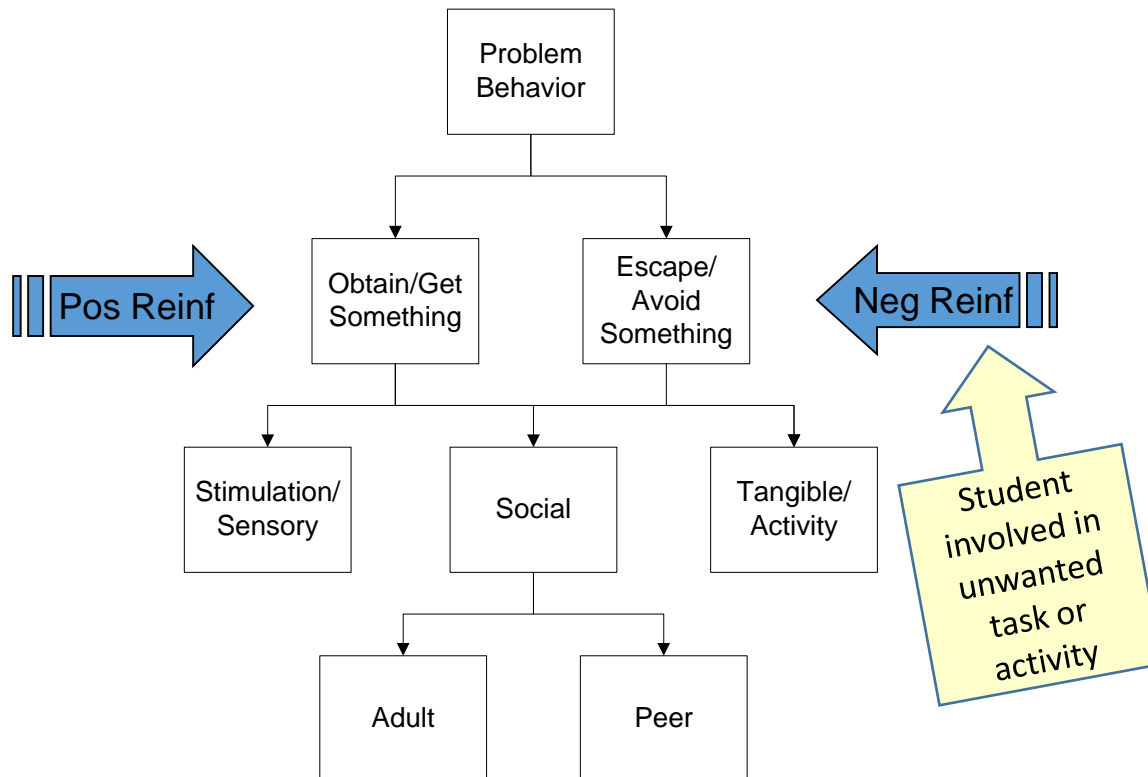 Problem
Behavior
Pos Reinf
Obtain/Get
Something
Escape/
Avoid
Something
Neg Reinf
Stimulation/
Sensory
Social
Tangible/
Activity
Student
involved in
unwanted
task or
activity
Adult
Peer